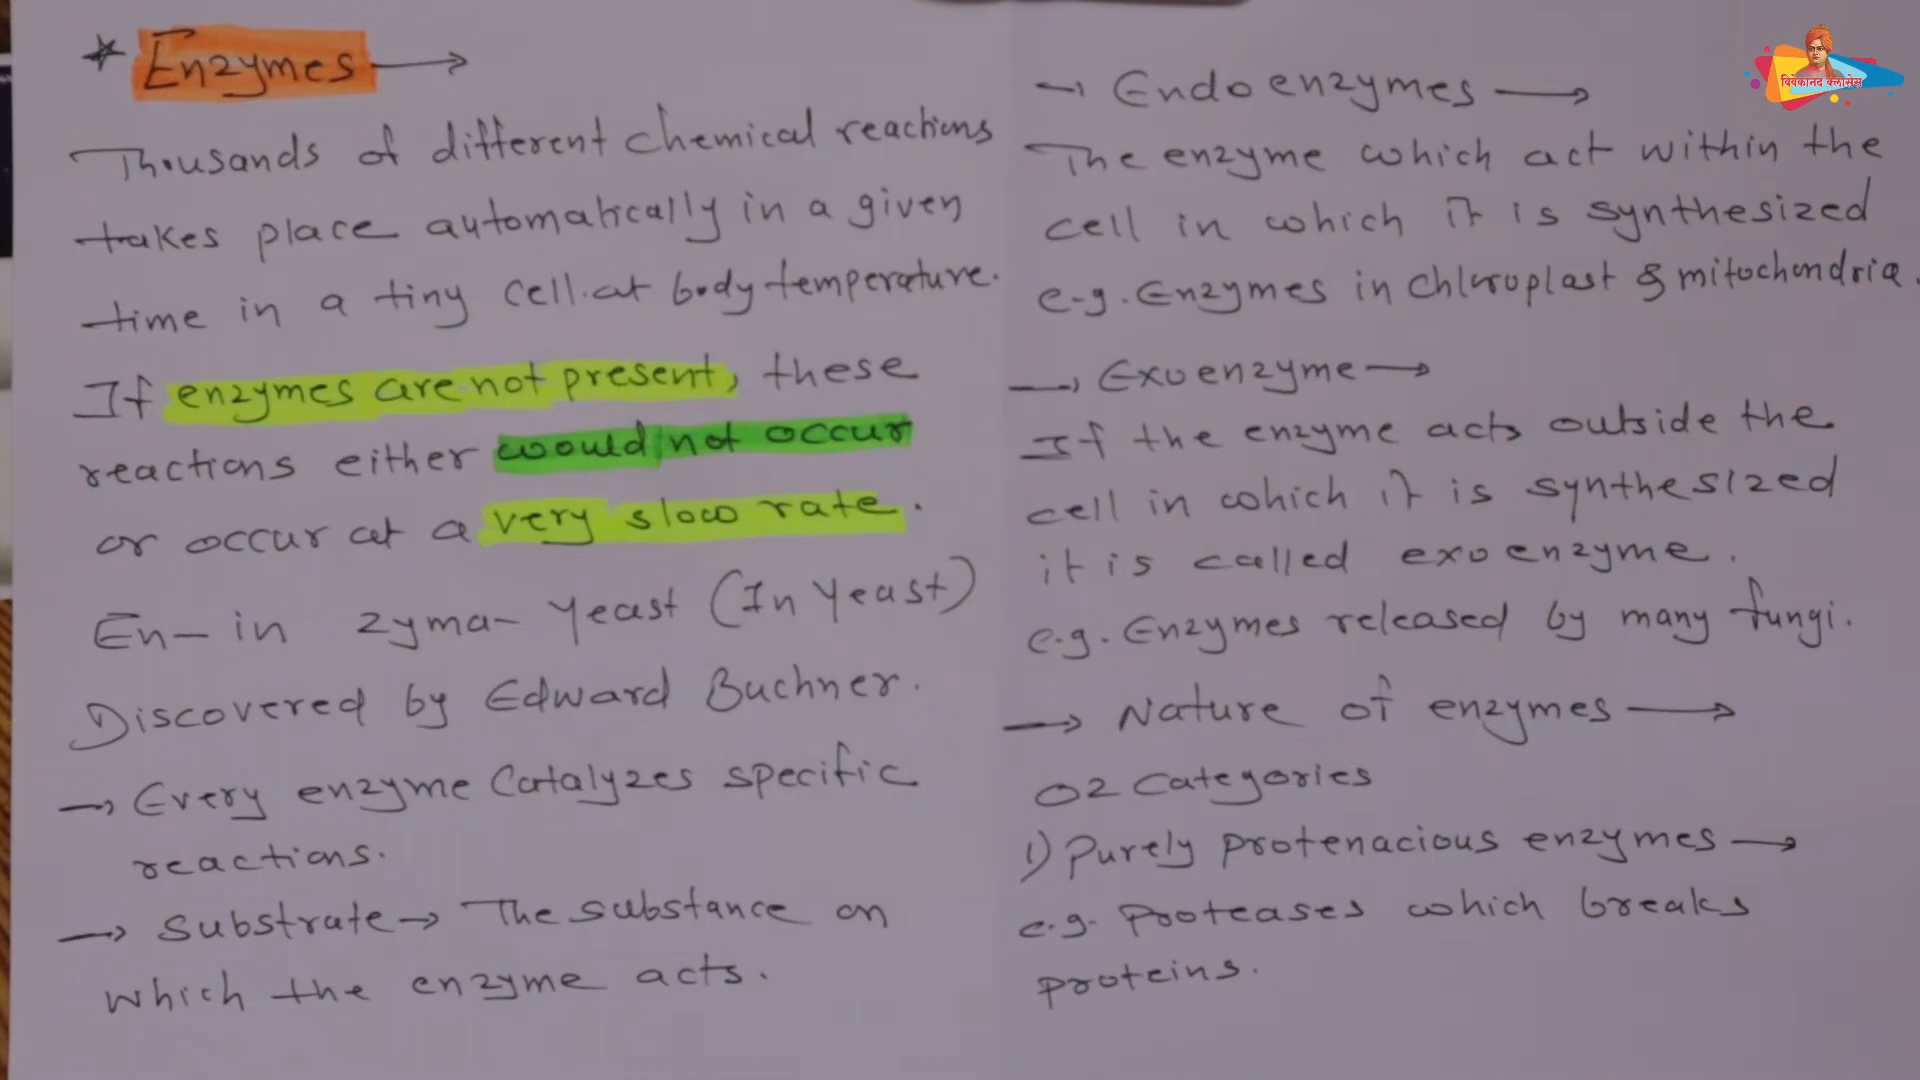 * Enzymes →
Thousands of different chemical reactions
takes place automatically in a given
time in a tiny cell. at body temperature.
If enzymes are not present, these
reactions either would not occur
or occur at a very slow rate.
En- in zyma- Yeast (In Yeast)
Discovered by Edward Buchner.
→ Every enzyme catalyzes specific
reactions.
→ Substrate → The substance on
which the enzyme acts.
→ Endoenzymes →
The enzyme which act within the
cell in which it is synthesized
e.g. Enzymes in chloroplast & mitochondria.
→ Exoenzyme →
If the enzyme acts outside the
cell in which it is synthesized
it is called exoenzyme.
e.g. Enzymes released by many fungi.
→ Nature of enzymes →
02 Categories
1) Purely protenacious enzymes →
e.g. Proteases which breaks
proteins.
विवेकानंद क्लासेस